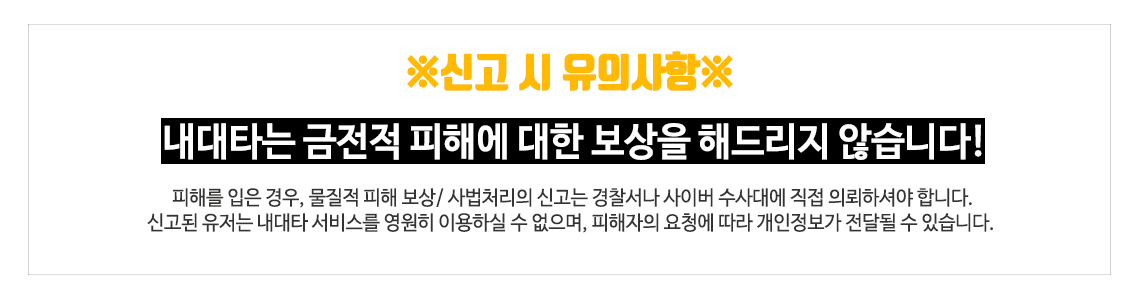 ※신고 시 유의사항※
내대타는 금전적 피해에 대한 보상을 해드리지 않습니다!
피해를 입은 경우, 물질적 피해 보상/ 사법처리의 신고는 경찰서나 사이버 수사대에 직접 의뢰하셔야 합니다.
신고된 유저는 내대타 서비스를 영원히 이용하실 수 없으며, 피해자의 요청에 따라 개인정보가 전달될 수 있습니다.